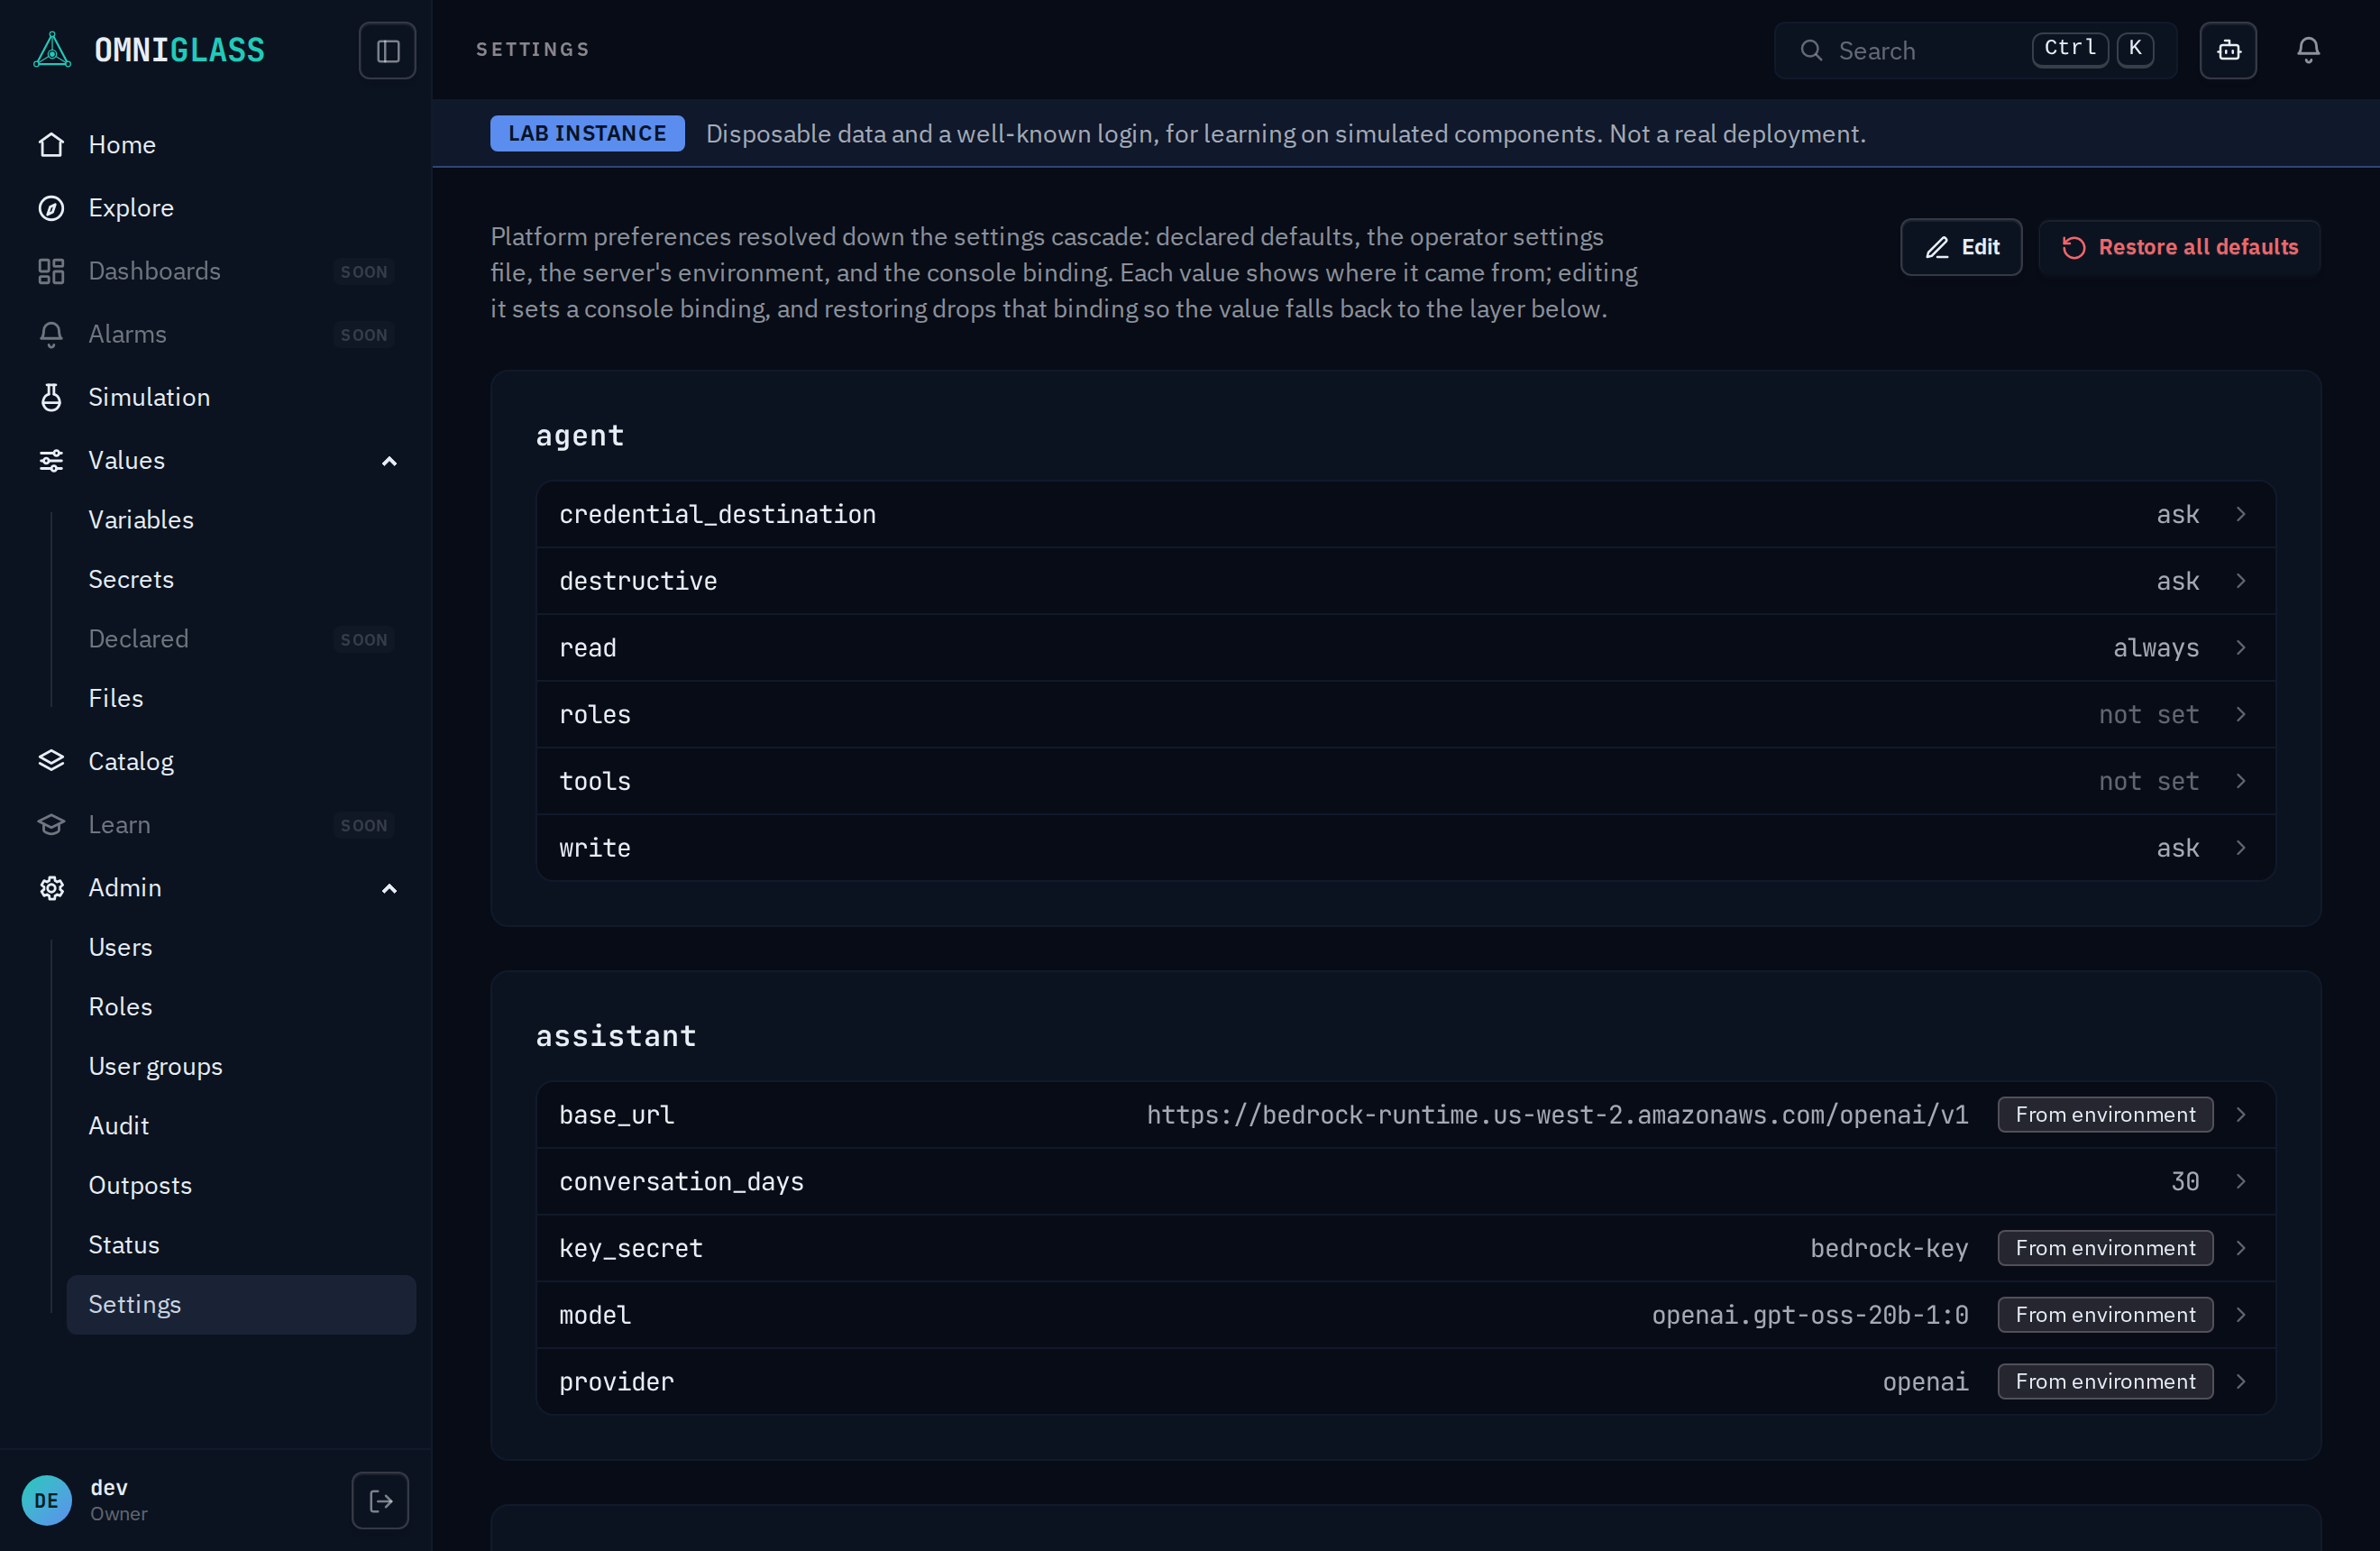 OMNIGLASS
Home
Explore
Dashboards SOON
Alarms SOON
Simulation
Values
Variables
Secrets
Declared SOON
Files
Catalog
Learn SOON
Admin
Users
Roles
User groups
Audit
Outposts
Status
Settings
DE dev
Owner
SETTINGS
Search Ctrl K
LAB INSTANCE Disposable data and a well-known login, for learning on simulated components. Not a real deployment.
Platform preferences resolved down the settings cascade: declared defaults, the operator settings
file, the server's environment, and the console binding. Each value shows where it came from; editing
it sets a console binding, and restoring drops that binding so the value falls back to the layer below.
Edit Restore all defaults
agent
credential_destination ask
destructive ask
read always
roles not set
tools not set
write ask
assistant
base_url https://bedrock-runtime.us-west-2.amazonaws.com/openai/v1 From environment
conversation_days 30
key_secret bedrock-key From environment
model openai.gpt-oss-20b-1:0 From environment
provider openai From environment